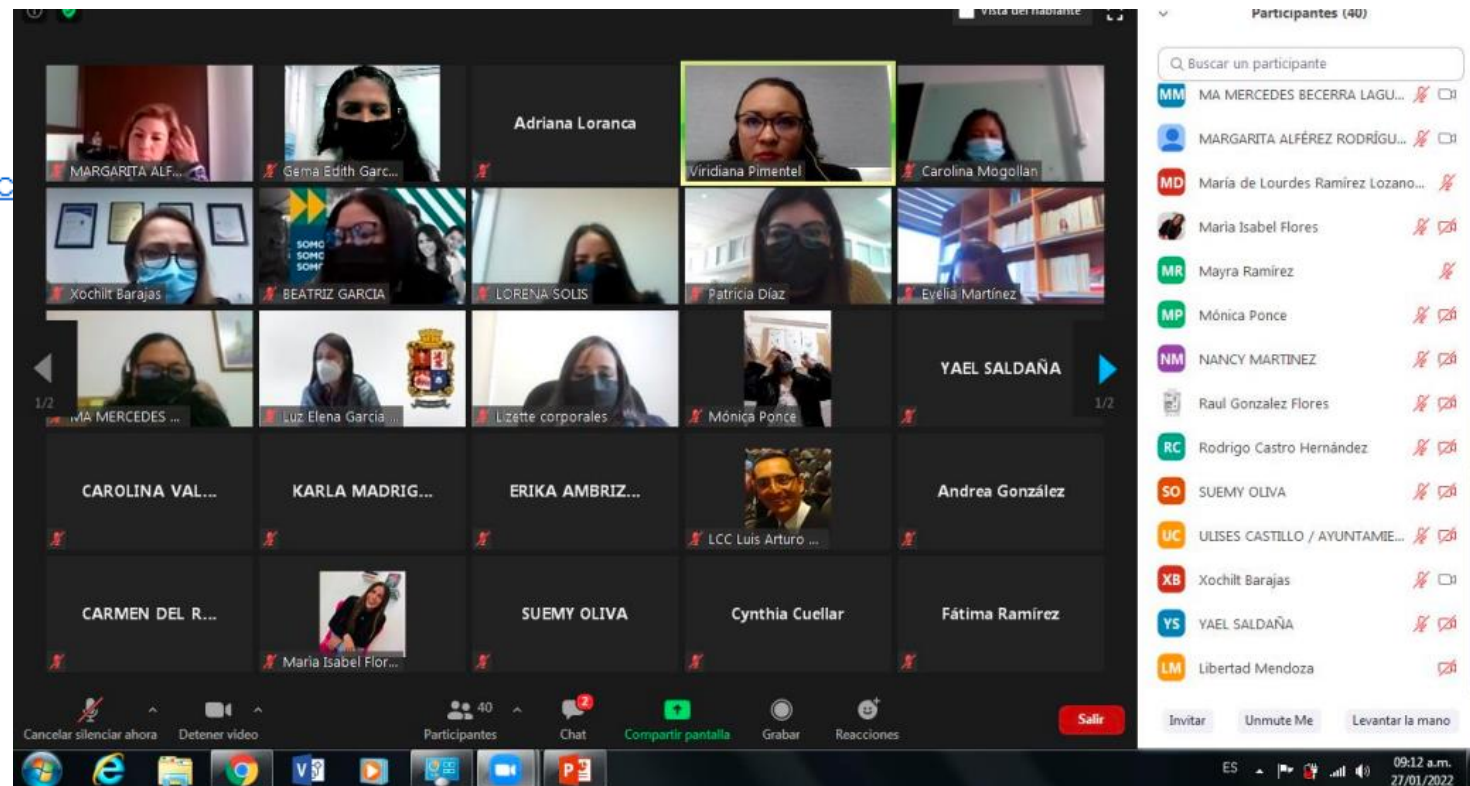 Vista del hablante
MARGARITA ALF...
Gema Edith Garc...
Adriana Loranca
Viridiana Pimentel
Carolina Mogollan
Xochilt Barajas
SOMO
SOMO
SOMO
BEATRIZ GARCIA
LORENA SOLIS
Patricia Díaz
Evelia Martínez
1/2
MA MERCEDES ...
Luz Elena Garcia ...
Lizette corporales
Mónica Ponce
YAEL SALDAÑA
1/2
CAROLINA VAL...
KARLA MADRIG...
ERIKA AMBRIZ...
LCC Luis Arturo ...
Andrea González
CARMEN DEL R...
Maria Isabel Flor...
SUEMY OLIVA
Cynthia Cuellar
Fátima Ramírez
Cancelar silenciar ahora
Detener video
40
Participantes
2
Chat
Compartir pantalla
Grabar
Reacciones
Salir
Participantes (40)
Buscar un participante
MM MA MERCEDES BECERRA LAGU...
MARGARITA ALFÉREZ RODRÍGU...
MD María de Lourdes Ramírez Lozano...
Maria Isabel Flores
MR Mayra Ramírez
MP Mónica Ponce
NM NANCY MARTINEZ
Raul Gonzalez Flores
RC Rodrigo Castro Hernández
SO SUEMY OLIVA
UC ULISES CASTILLO / AYUNTAMIE...
XB Xochilt Barajas
YS YAEL SALDAÑA
LM Libertad Mendoza
Invitar
Unmute Me
Levantar la mano
ES
09:12 a.m.
27/01/2022